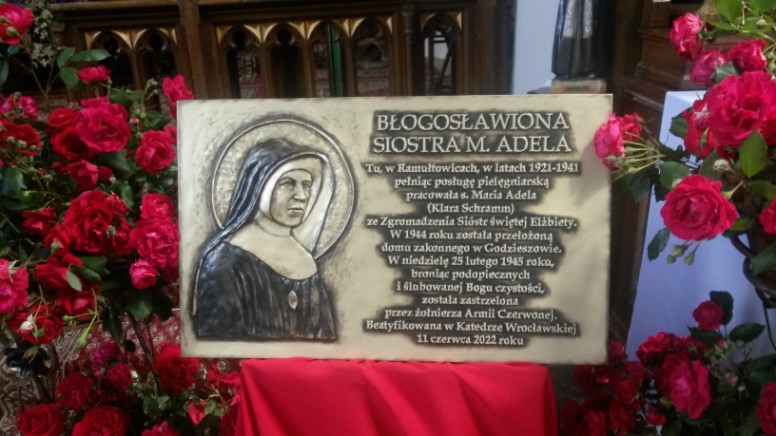 BŁOGOSŁAWIONA
SIOSTRA M. ADELA
Tu, w Ramułtowicach, w latach 1921-1941
pełniąc posługę pielęgniarską
pracowała s. Maria Adela
(Klara Schramm)
ze Zgromadzenia Sióstr świętej Elżbiety.
W 1944 roku została przełożoną
domu zakonnego w Godzieszowie.
W niedzielę 25 lutego 1945 roku,
broniąc podopiecznych
i ślubowanej Bogu czystości,
została zastrzelona
przez żołnierza Armii Czerwonej.
Beatyfikowana w Katedrze Wrocławskiej
11 czerwca 2022 roku